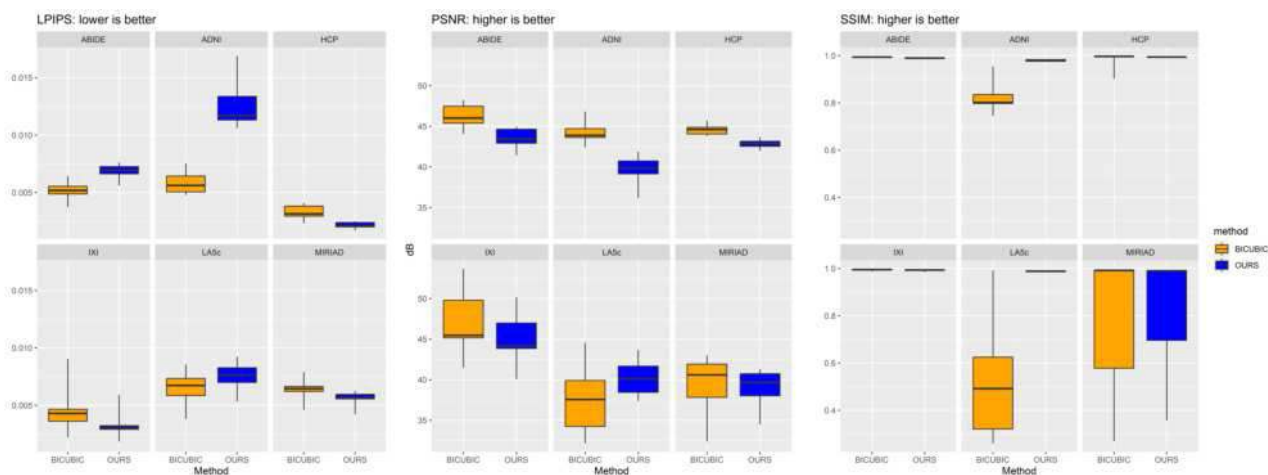 LPIPS: lower is better
ABIDE
ADNI
HCP
0.015
0.010
0.005
IXI
LASc
MIRIAD
0.015
0.010
0.005
BICUBIC OURS
BICUBIC OURS
BICUBIC OURS
Method
PSNR: higher is better
ABIDE
ADNI
HCP
50
45
40
35
dB
IXI
LASc
MIRIAD
50
45
40
35
BICUBIC OURS
BICUBIC OURS
BICUBIC OURS
Method
SSIM: higher is better
ABIDE
ADNI
HCP
1.0
0.8
0.6
0.4
IXI
LASc
MIRIAD
1.0
0.8
0.6
0.4
BICUBIC OURS
BICUBIC OURS
BICUBIC OURS
Method
method
BICUBIC
OURS